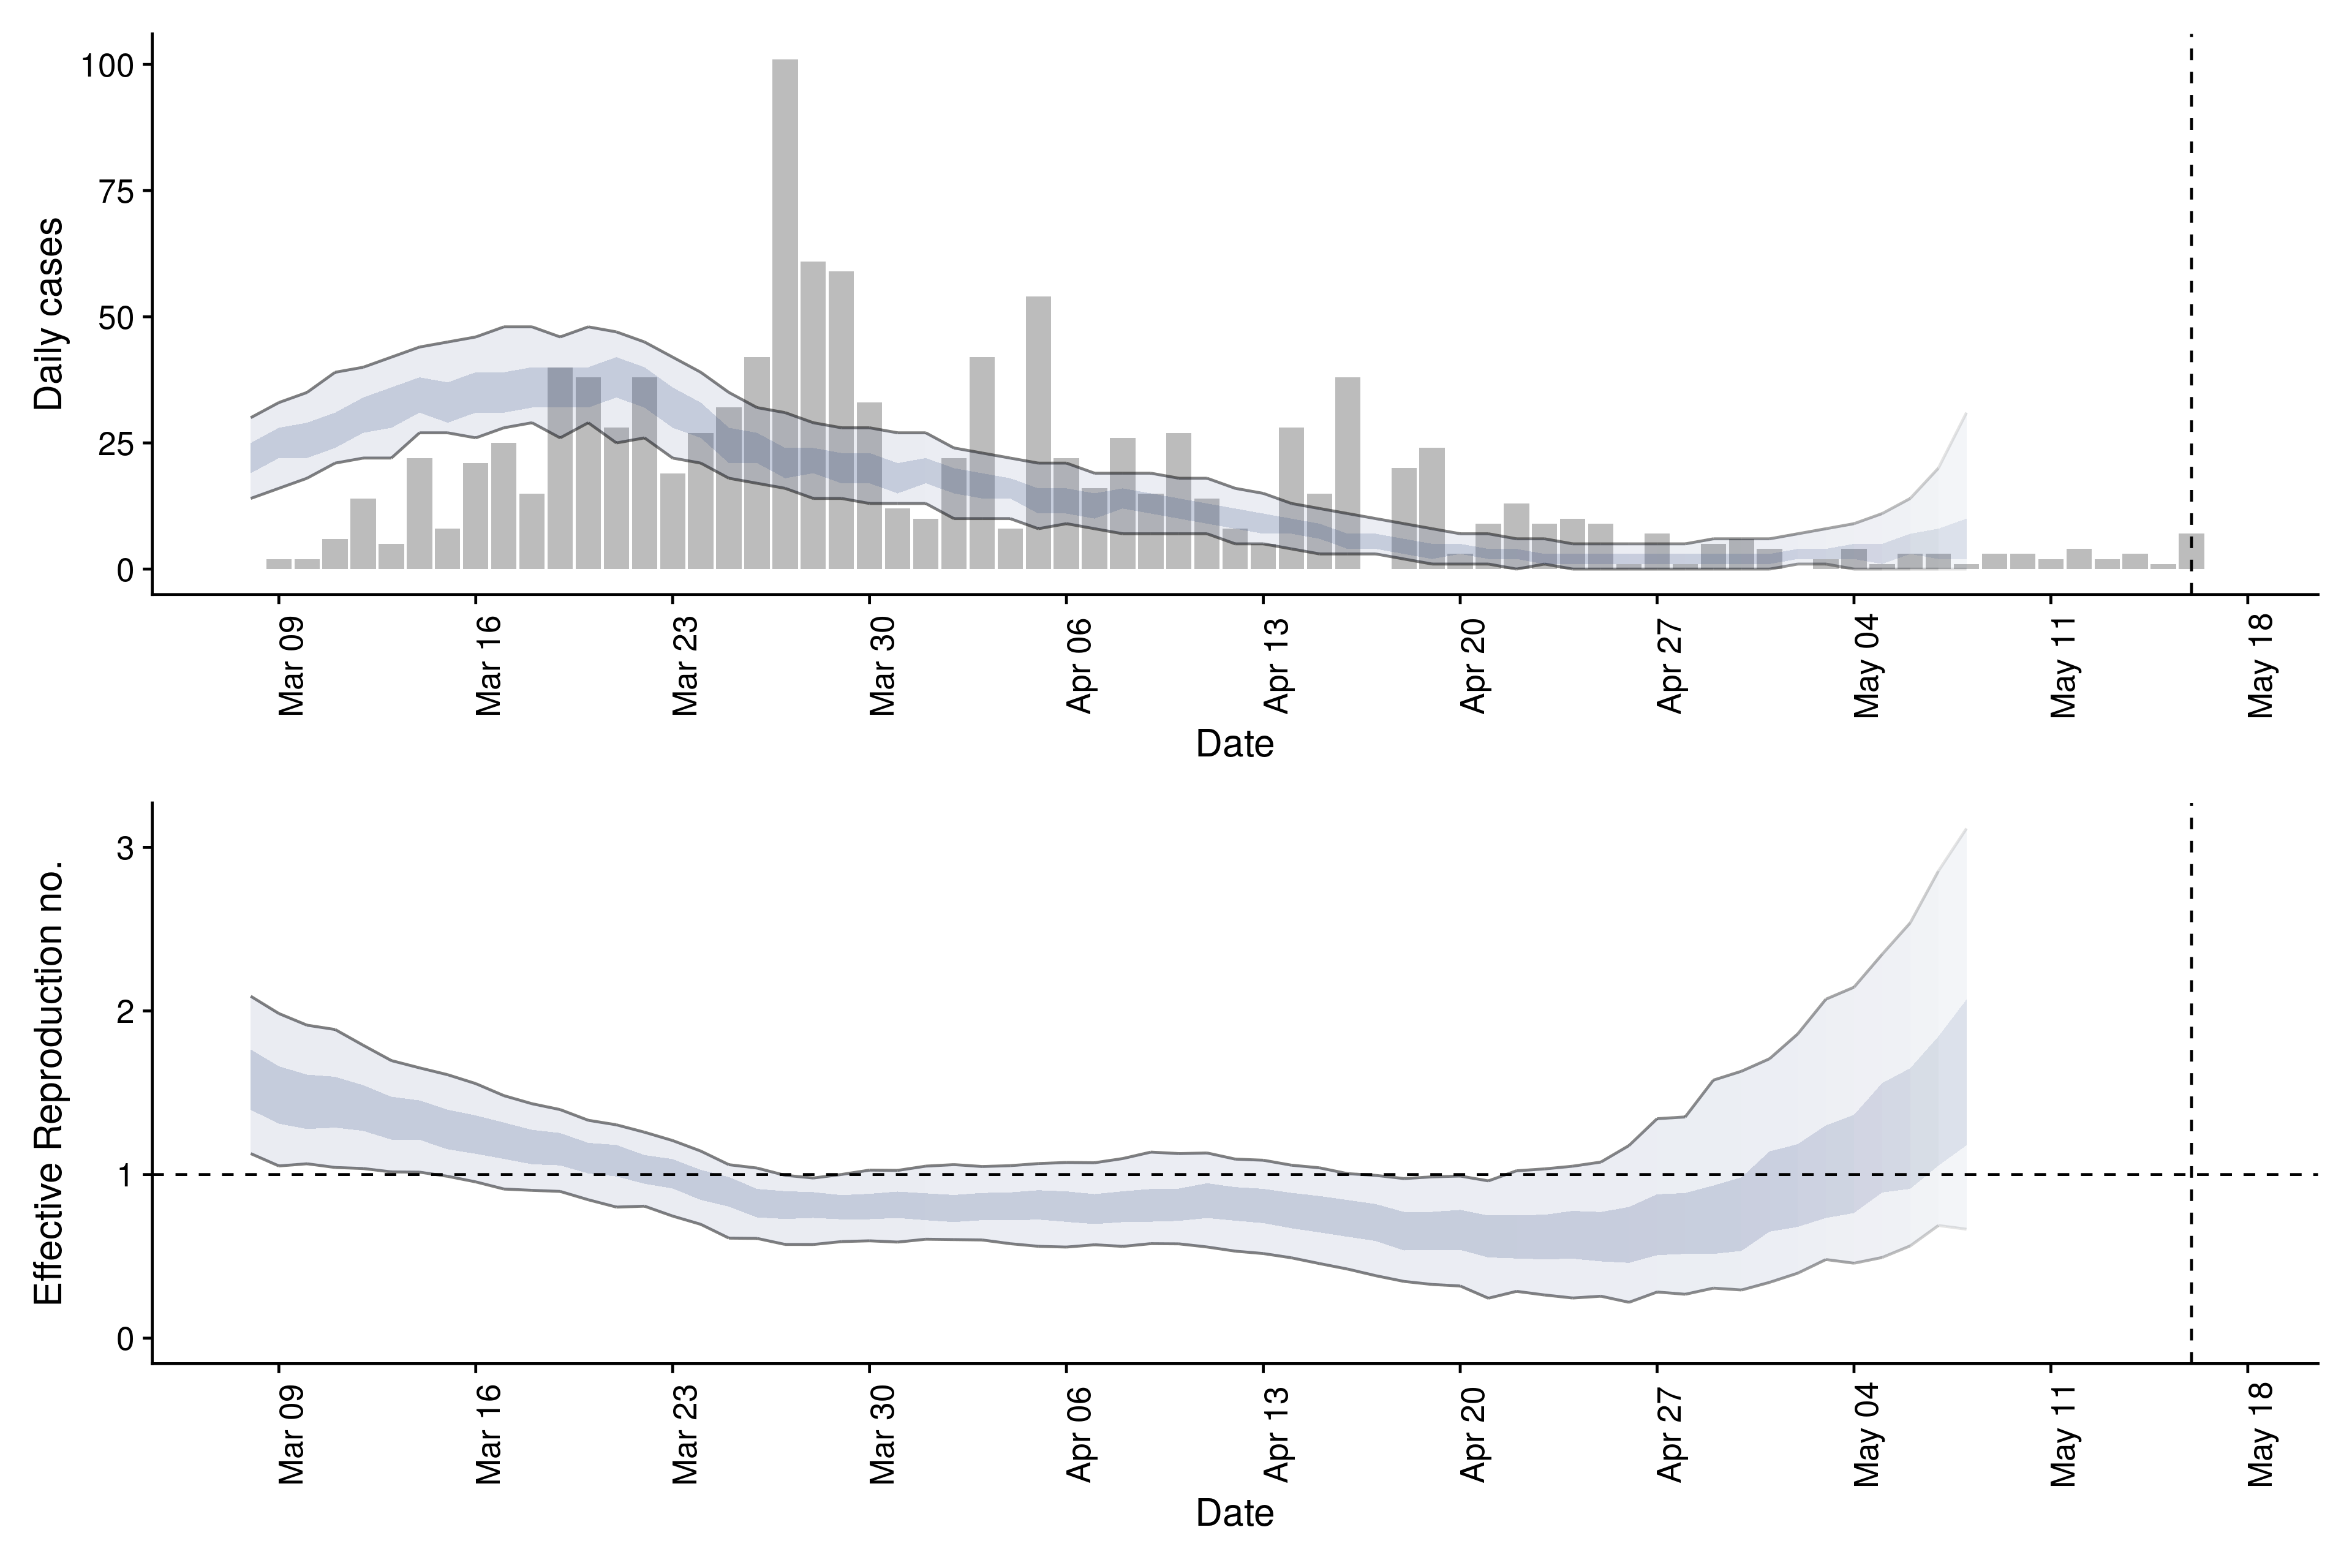 Daily cases
100
75
50
25
0
Mar 09
Mar 16
Mar 23
Mar 30
Apr 06
Apr 13
Apr 20
Apr 27
May 04
May 11
May 18
Date
Effective Reproduction no.
3
2
1
0
Mar 09
Mar 16
Mar 23
Mar 30
Apr 06
Apr 13
Apr 20
Apr 27
May 04
May 11
May 18
Date